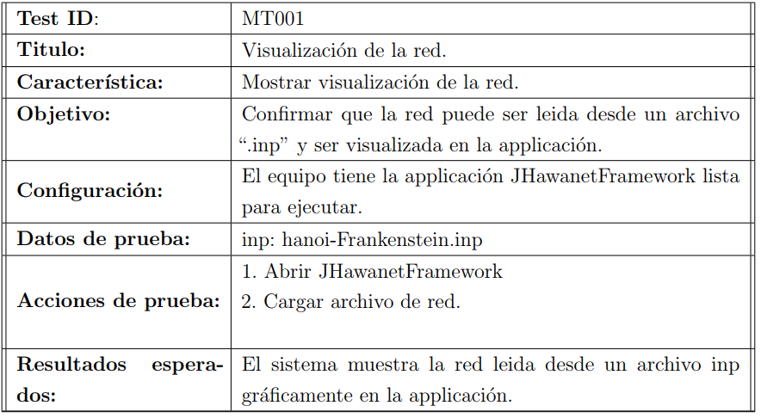 Test ID: MT001
Titulo: Visualización de la red.
Característica: Mostrar visualización de la red.
Objetivo: Confirmar que la red puede ser leida desde un archivo
“.inp” y ser visualizada en la applicación.
Configuración: El equipo tiene la applicación JHawanetFramework lista
para ejecutar.
Datos de prueba: inp: hanoi-Frankenstein.inp
Acciones de prueba: 1. Abrir JHawanetFramework
2. Cargar archivo de red.
Resultados espera- El sistema muestra la red leida desde un archivo inp
dos: gráficamente en la applicación.